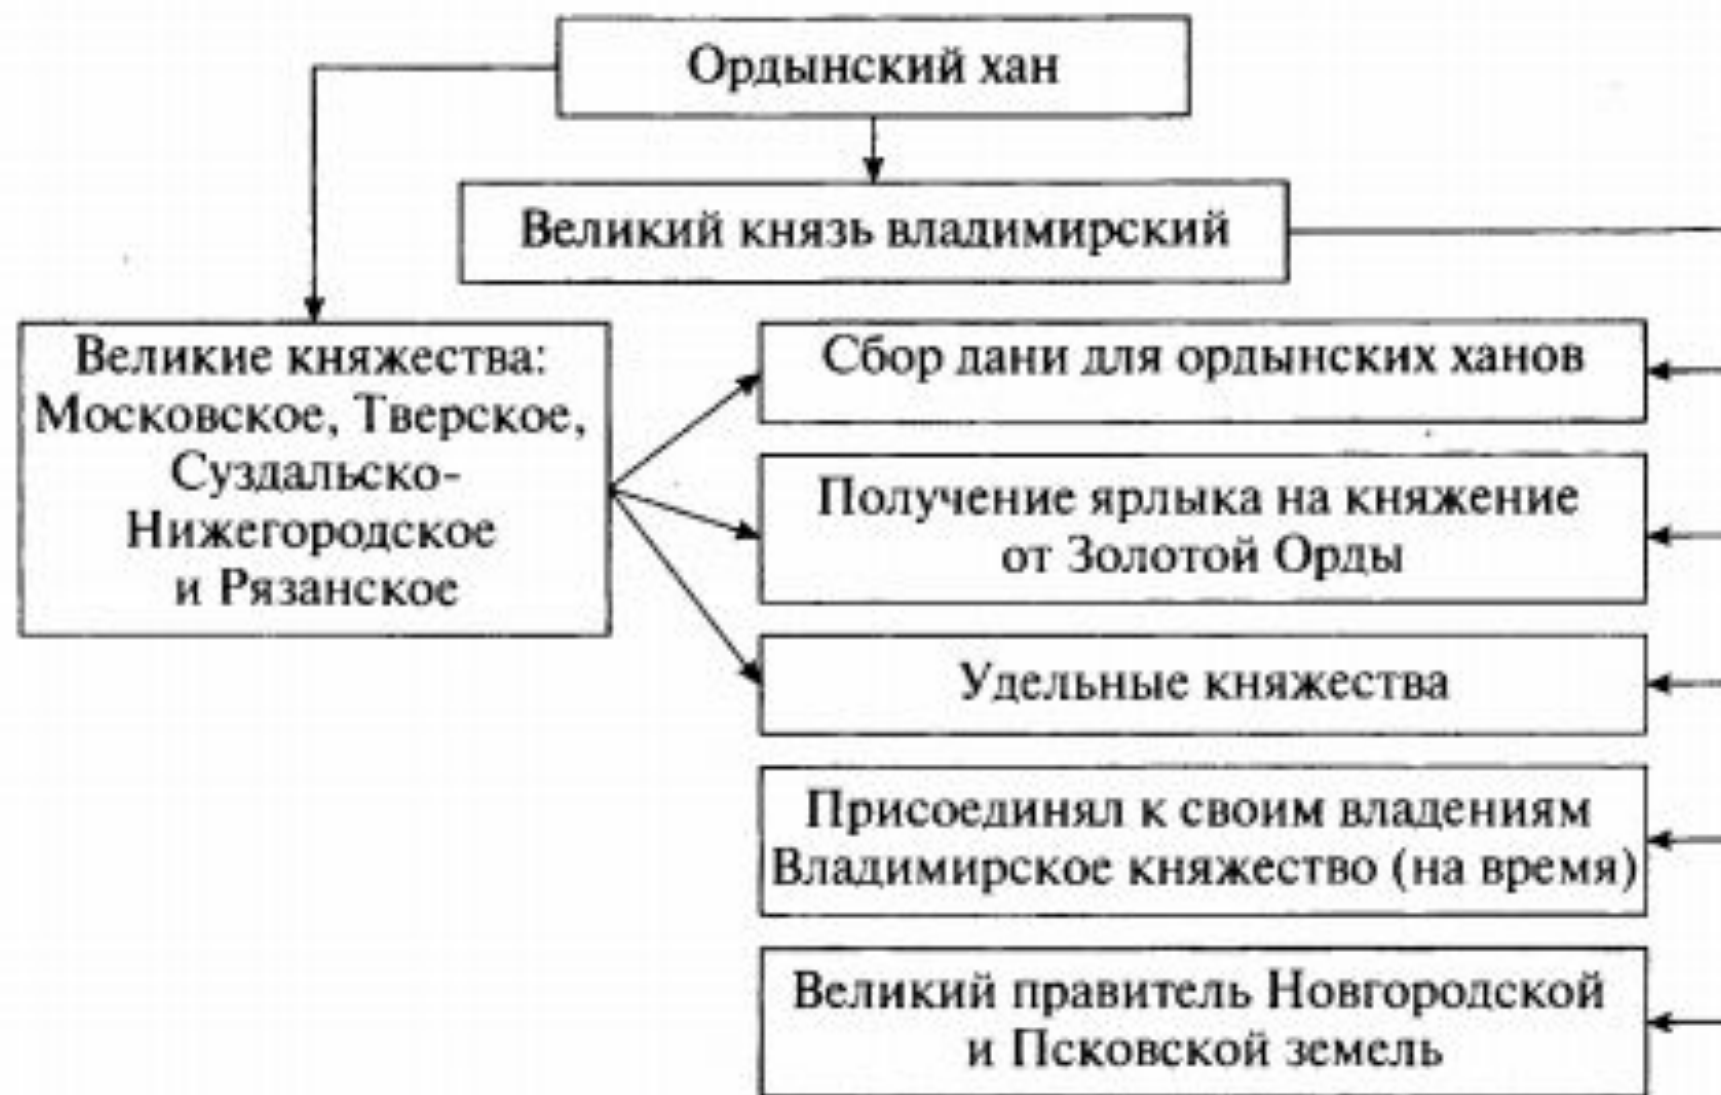 Ордынский хан
Великий князь владимирский
Великие княжества:
Московское, Тверское,
Суздальско-
Нижегородское
и Рязанское
Сбор дани для ордынских ханов
Получение ярлыка на княжение
от Золотой Орды
Удельные княжества
Присоединял к своим владениям
Владимирское княжество (на время)
Великий правитель Новгородской
и Псковской земель